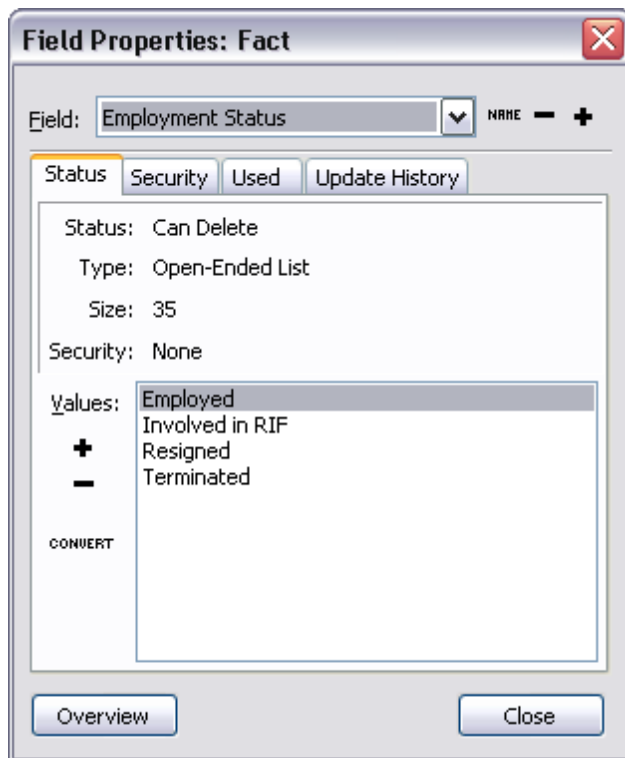 Field Properties: Fact
Field: Employment Status NAME
Status Security Used Update History
Status: Can Delete
Type: Open-Ended List
Size: 35
Security: None
Values:
Employed
Involved in RIF
Resigned
Terminated
CONVERT
Overview Close